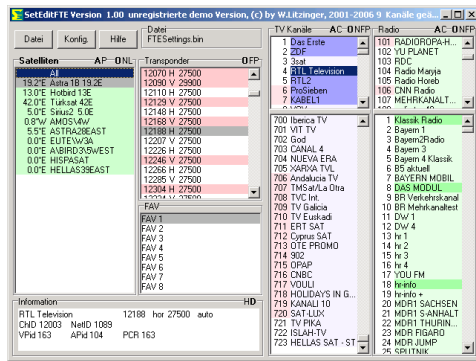 SetEditFTE Version 1.00 unregistrierte demo Version, (c) by W.Litzinger, 2001-2006 9 Kanäle geä...
Datei
Konfig.
Hilfe
Datei
FTESettings.bin
Satelliten AP ONL
All
19.2°E Astra 1B 19.2E
13.0°E Hotbird 13E
42.0°E Türksat 42E
5.0°E Sirius2 5.0E
0.8°W AMOS4W
5.5°E ASTRA28EAST
0.0°E EUTEW3A
0.0°E ASBIRD3\5WEST
0.0°E HISPASAT
0.0°E HELLAS39EAST
Transponder OFP
12070 H 27500
12090 V 29900
12110 H 27500
12129 V 27500
12148 H 27500
12168 V 27500
12188 H 27500
12207 V 27500
12226 H 27500
12246 V 27500
12266 H 27500
12285 V 27500
12304 H 27500
FAV
FAV 1
FAV 2
FAV 3
FAV 4
FAV 5
FAV 6
FAV 7
FAV 8
TV Kanäle AC ONFP
1 Das Erste
2 ZDF
3 3sat
4 RTL Television
5 RTL2
6 ProSieben
7 KABEL1
700 Iberica TV
701 VIT TV
702 God
703 CANAL 4
704 NUEVA ERA
705 XARXA TVL
706 Andalucia TV
707 TMSat/La Otra
708 TVC Int.
709 TV Galicia
710 TV Euskadi
711 ERT SAT
712 Cyprus SAT
713 OTE PROMO
714 902
715 OPAP
716 CNBC
717 VOULI
718 HOLIDAYS IN G...
719 KANALI 10
720 SAT-LUX
721 TV PIKA
722 ISLAH-TV
723 HELLAS SAT - ST
Radio AC ONFP
101 RADIOROPA-H...
102 YU PLANET
103 RDC
104 Radio Maryja
105 Radio Horeb
106 CNN Radio
107 MEHRKANALT...
1 Klassik Radio
2 Bayern 1
3 Bayern2Radio
4 Bayern 3
5 Bayern 4 Klassik
6 B5 aktuell
7 BAYERN MOBIL
8 DAS MODUL
9 BR Verkehrskanal
10 BR Mehrkanaltest
11 DW 1
12 DW 4
13 hr 1
14 hr 2
15 hr 3
16 hr 4
17 YOU FM
18 hr-info
19 hr-info +
20 MDR1 SACHSEN
21 MDR1 S-ANHALT
22 MDR1 THURIN...
23 MDR FIGARO
24 MDR JUMP
25 SPUTNIK
Information HD
RTL Television 12188 hor 27500 auto
ChID 12003 NetID 1089
VPid 163 APid 104 PCR 163